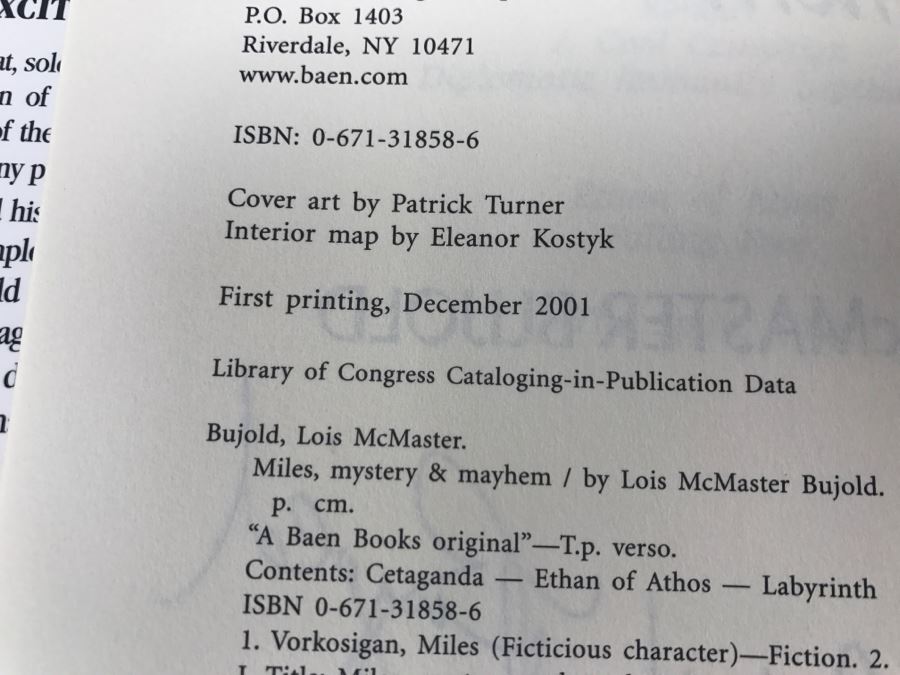 P.O. Box 1403
Riverdale, NY 10471
www.baen.com
ISBN: 0-671-31858-6
Cover art by Patrick Turner
Interior map by Eleanor Kostyk
First printing, December 2001
Library of Congress Cataloging-in-Publication Data
Bujold, Lois McMaster.
Miles, mystery & mayhem / by Lois McMaster Bujold.
p. cm.
“A Baen Books original”—T.p. verso.
Contents: Cetaganda — Ethan of Athos — Labyrinth
ISBN 0-671-31858-6
1. Vorkosigan, Miles (Ficticious character)—Fiction. 2.
I. Title: Mil